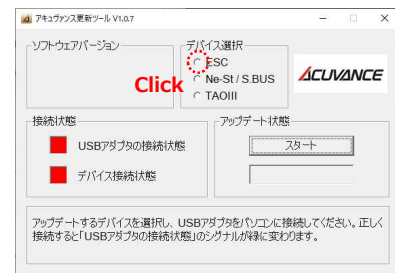 アキュヴァンス更新ツール V1.0.7
ソフトウェアバージョン
デバイス選択
ESC
Ne-St / S.BUS
TAOIII
Click
ACUVANCE
接続状態
USBアダプタの接続状態
デバイス接続状態
アップデート状態
スタート
アップデートするデバイスを選択し、USBアダプタをパソコンに接続してください。正しく
接続すると「USBアダプタの接続状態」のシグナルが緑に変わります。